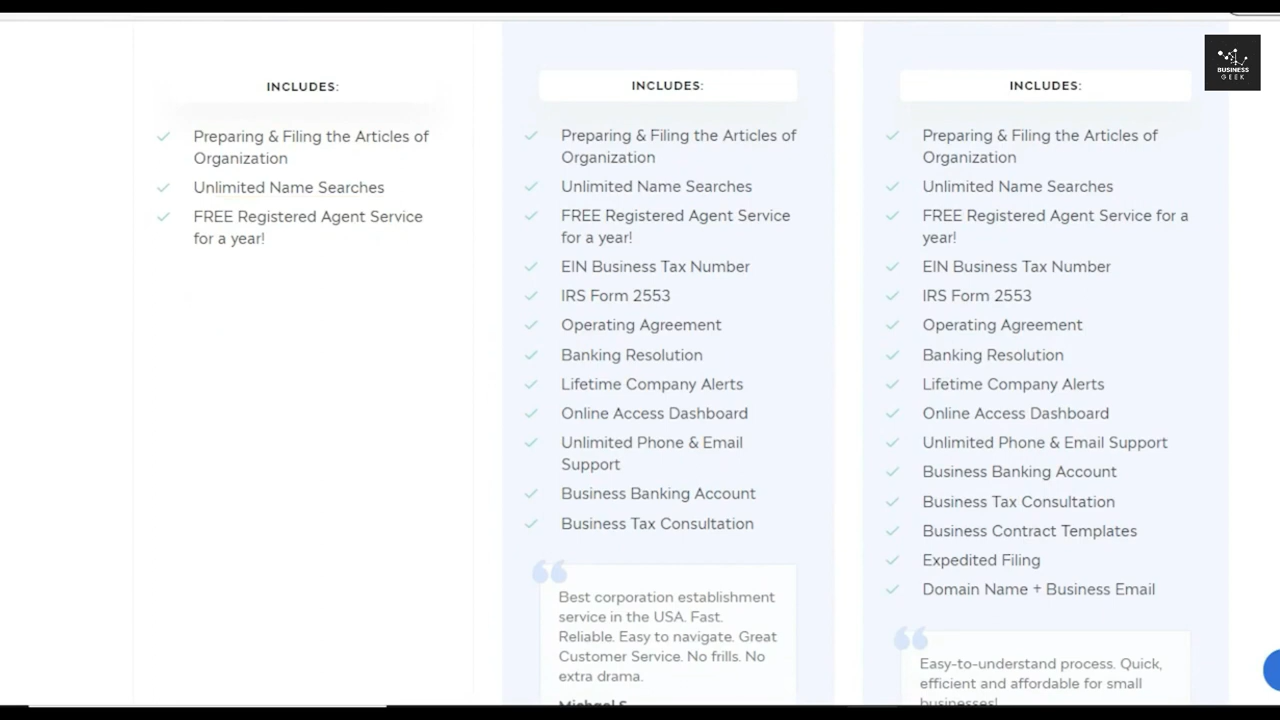 BUSINESS
GEEK
INCLUDES:
Preparing & Filing the Articles of
Organization
Unlimited Name Searches
FREE Registered Agent Service
for a year!
INCLUDES:
Preparing & Filing the Articles of
Organization
Unlimited Name Searches
FREE Registered Agent Service
for a year!
EIN Business Tax Number
IRS Form 2553
Operating Agreement
Banking Resolution
Lifetime Company Alerts
Online Access Dashboard
Unlimited Phone & Email
Support
Business Banking Account
Business Tax Consultation
Best corporation establishment
service in the USA. Fast.
Reliable. Easy to navigate. Great
Customer Service. No frills. No
extra drama.
Michael S
INCLUDES:
Preparing & Filing the Articles of
Organization
Unlimited Name Searches
FREE Registered Agent Service for a
year!
EIN Business Tax Number
IRS Form 2553
Operating Agreement
Banking Resolution
Lifetime Company Alerts
Online Access Dashboard
Unlimited Phone & Email Support
Business Banking Account
Business Tax Consultation
Business Contract Templates
Expedited Filing
Domain Name + Business Email
Easy-to-understand process. Quick,
efficient and affordable for small
businesses!